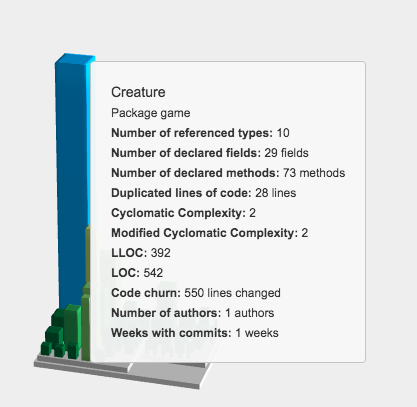 Creature
Package game
Number of referenced types: 10
Number of declared fields: 29 fields
Number of declared methods: 73 methods
Duplicated lines of code: 28 lines
Cyclomatic Complexity: 2
Modified Cyclomatic Complexity: 2
LLOC: 392
LOC: 542
Code churn: 550 lines changed
Number of authors: 1 authors
Weeks with commits: 1 weeks